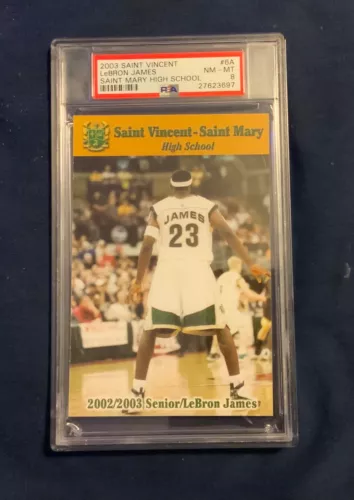 2003 SAINT VINCENT #6A
LeBRON JAMES NM - MT
SAINT MARY HIGH SCHOOL 8
PSA 27623697
Saint Vincent-Saint Mary
High School
JAMES
23
2002/2003 Senior/LeBron James